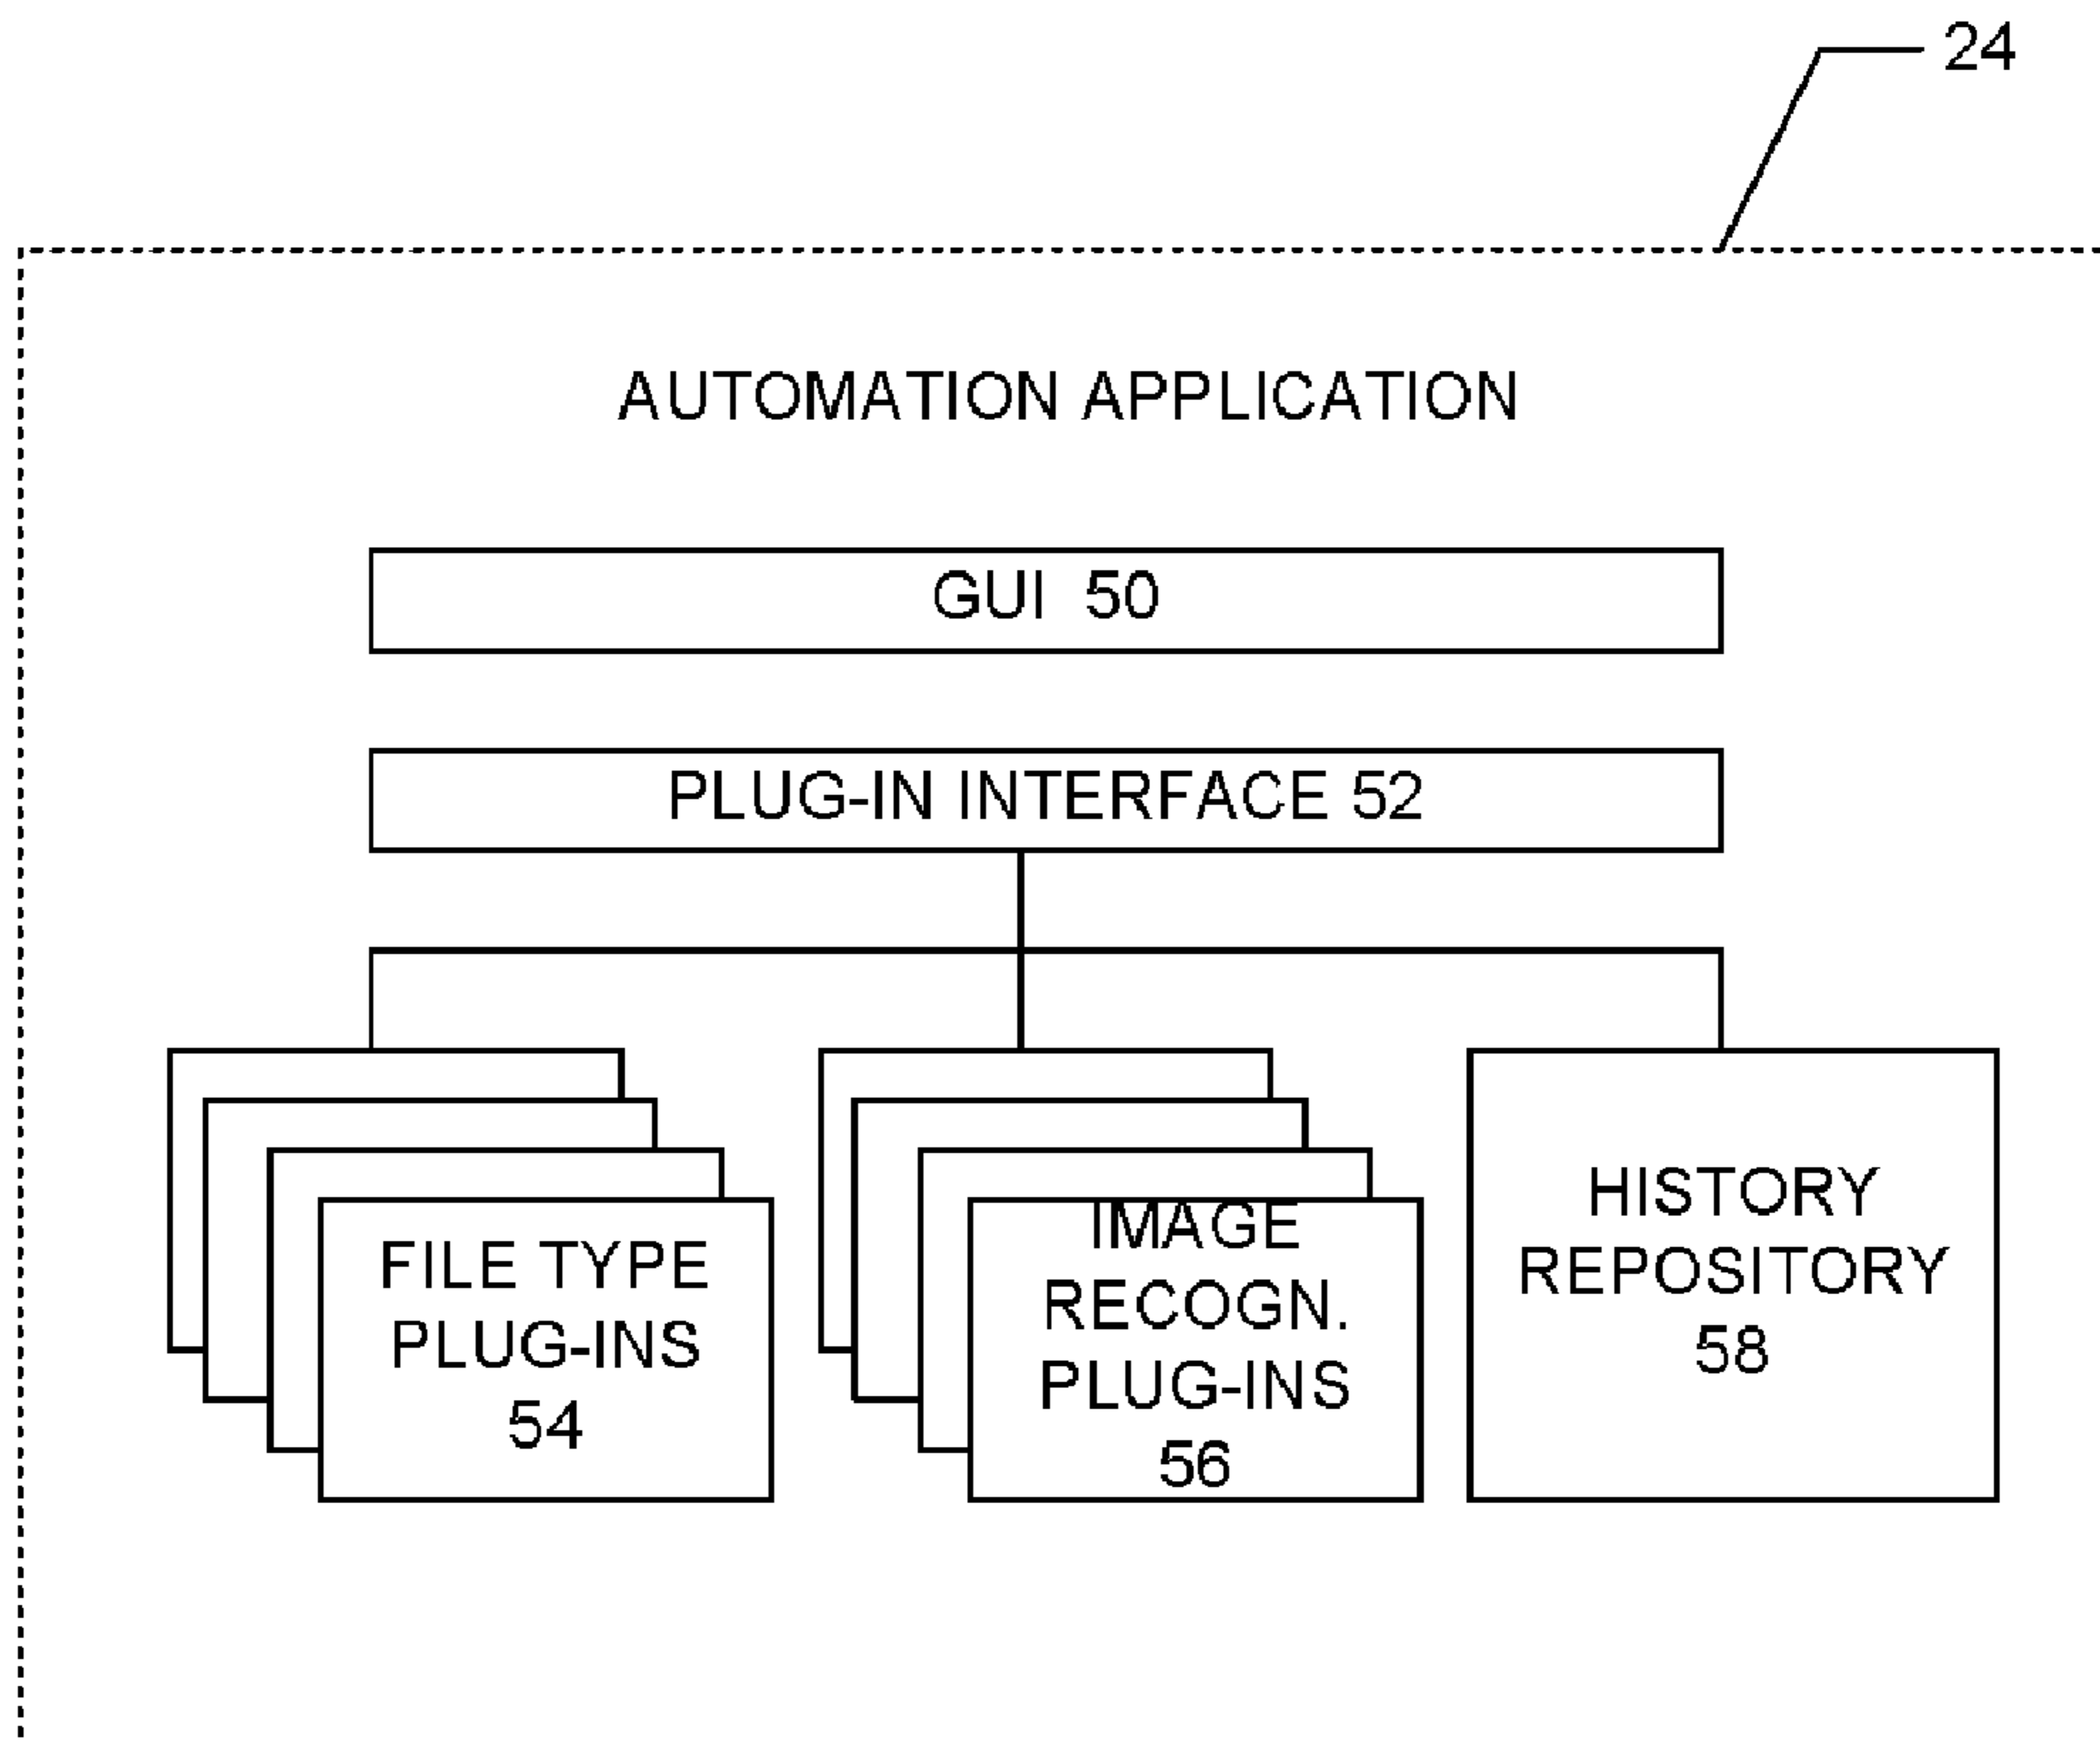 24
AUTOMATION APPLICATION
GUI 50
PLUG-IN INTERFACE 52
FILE TYPE
PLUG-INS
54
IMAGE
RECOGN.
PLUG-INS
56
HISTORY
REPOSITORY
58